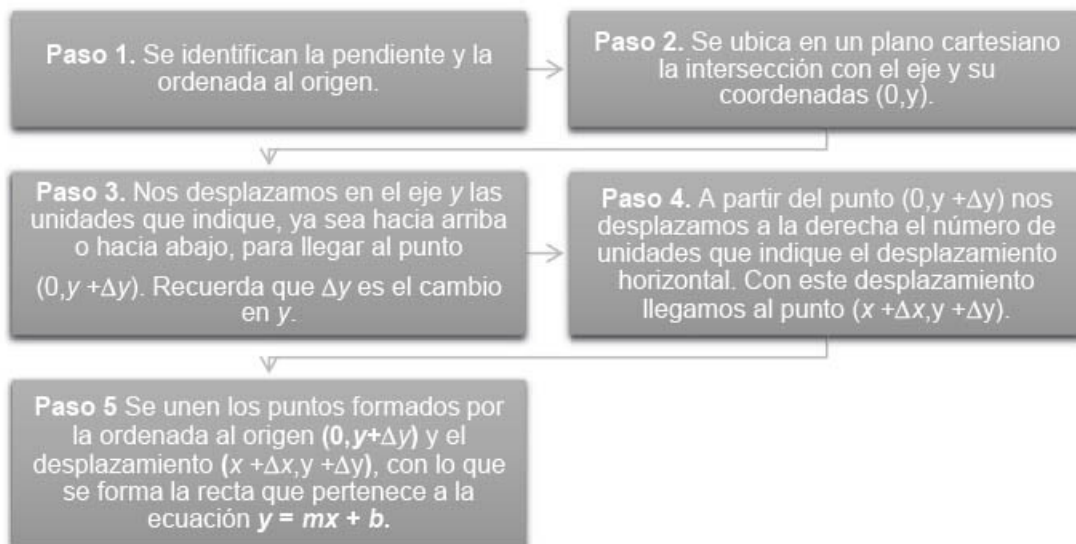 Paso 1. Se identifican la pendiente y la
ordenada al origen.
Paso 2. Se ubica en un plano cartesiano
la intersección con el eje y su
coordenadas (0,y).
Paso 3. Nos desplazamos en el eje y las
unidades que indique, ya sea hacia arriba
o hacia abajo, para llegar al punto
(0,y +Δy). Recuerda que Δy es el cambio
en y.
Paso 4. A partir del punto (0,y +Δy) nos
desplazamos a la derecha el número de
unidades que indique el desplazamiento
horizontal. Con este desplazamiento
llegamos al punto (x +Δx,y +Δy).
Paso 5 Se unen los puntos formados por
la ordenada al origen (0,y+Δy) y el
desplazamiento (x +Δx,y +Δy), con lo que
se forma la recta que pertenece a la
ecuación y = mx + b.